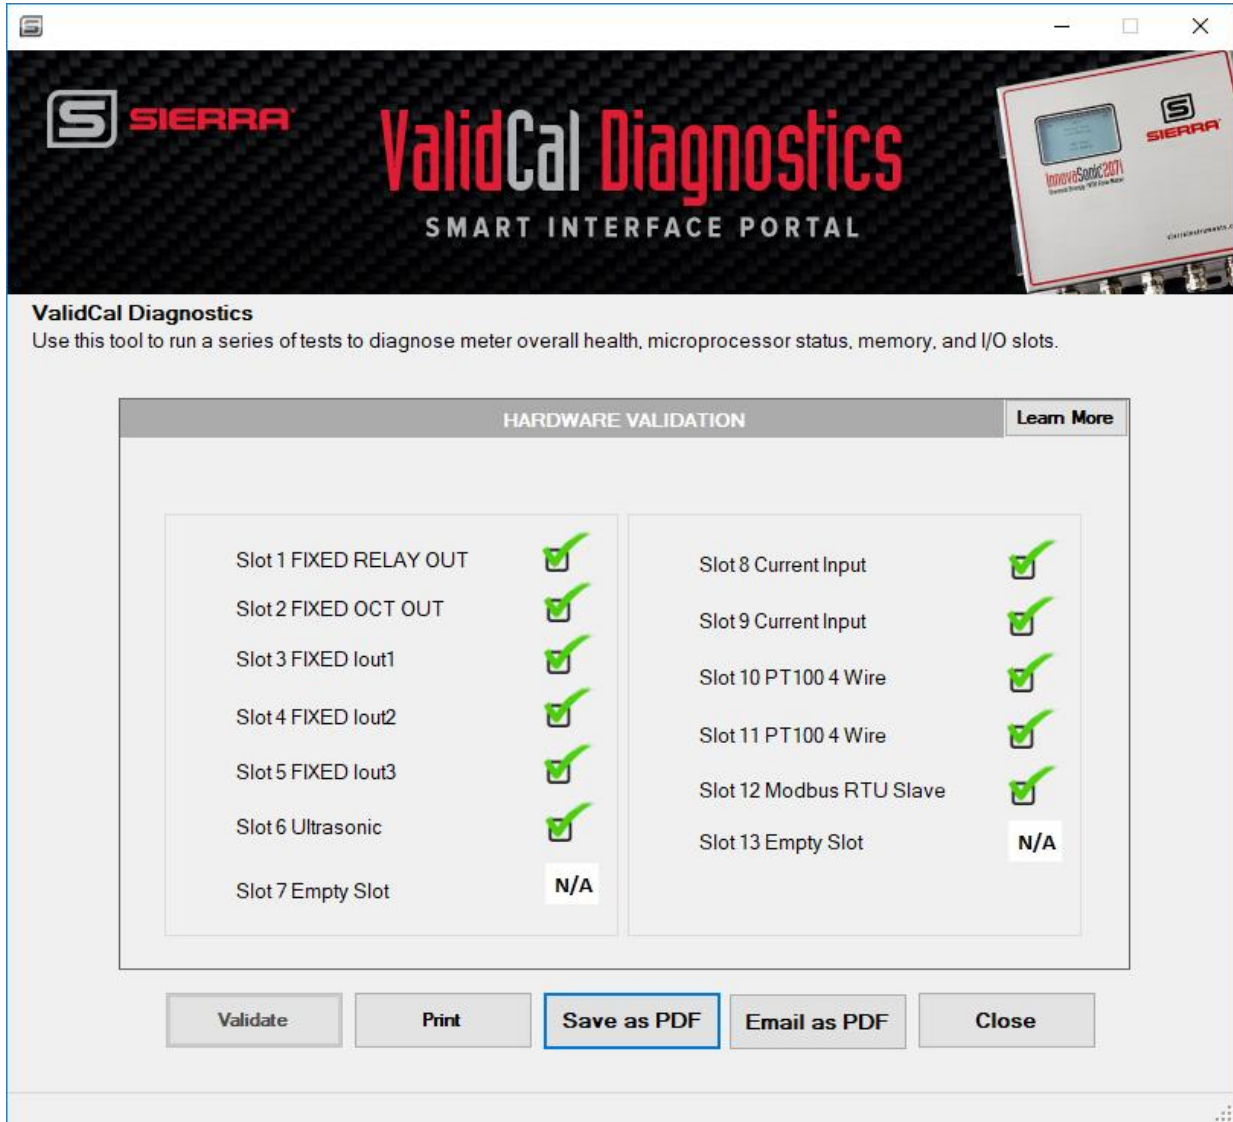 SIERRA
ValidCal Diagnostics
SMART INTERFACE PORTAL
SIERRA
InnovaSonic207i
ValidCal Diagnostics
Use this tool to run a series of tests to diagnose meter overall health, microprocessor status, memory, and I/O slots.
HARDWARE VALIDATION
Learn More
Slot 1 FIXED RELAY OUT
Slot 2 FIXED OCT OUT
Slot 3 FIXED Iout1
Slot 4 FIXED Iout2
Slot 5 FIXED Iout3
Slot 6 Ultrasonic
Slot 7 Empty Slot N/A
Slot 8 Current Input
Slot 9 Current Input
Slot 10 PT100 4 Wire
Slot 11 PT100 4 Wire
Slot 12 Modbus RTU Slave
Slot 13 Empty Slot N/A
Validate Print Save as PDF Email as PDF Close